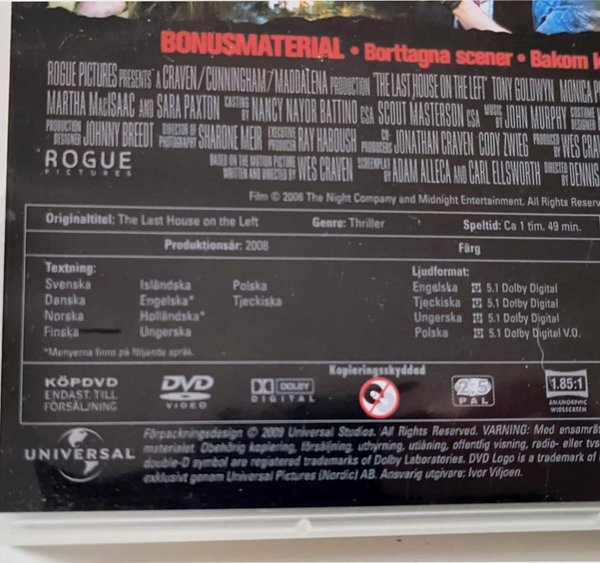 BONUSMATERIAL • Borttagna scener • Bakom k
ROGUE PICTURES PRESENTS A CRAVEN/CUNNINGHAM/MADDALENA PRODUCTION "THE LAST HOUSE ON THE LEFT" TONY GOLDWYN MONICA P
MARTHA MacISAAC AND SARA PAXTON CASTING BY NANCY NAYOR BATTINO CSA SCOUT MASTERSON CSA MUSIC BY JOHN MURPHY COSTUME DESIGNER
PRODUCTION DESIGNER JOHNNY BREEDT DIRECTOR OF PHOTOGRAPHY SHARONE MEIR EXECUTIVE PRODUCER RAY HABOUSH CO-PRODUCERS JONATHAN CRAVEN CODY ZWIEG PRODUCED BY WES CRAV
ROGUE PICTURES BASED ON THE MOTION PICTURE WRITTEN AND DIRECTED BY WES CRAVEN SCREENPLAY BY ADAM ALLECA AND CARL ELLSWORTH DIRECTED BY DENNIS
Film © 2008 The Night Company and Midnight Entertainment. All Rights Reserv
Originaltitel: The Last House on the Left Genre: Thriller Speltid: Ca 1 tim. 49 min.
Produktionsår: 2008 Färg
Textning:
Svenska Isländska Polska
Danska Engelska* Tjeckiska
Norska Holländska*
Finska Ungerska
*Menyerna finns på följande språk.
Ljudformat:
Engelska 5.1 Dolby Digital
Tjeckiska 5.1 Dolby Digital
Ungerska 5.1 Dolby Digital
Polska 5.1 Dolby Digital V.O.
Kopieringsskyddad
KÖPDVD
ENDAST TILL
FÖRSÄLJNING
DVD
VIDEO
DOLBY
DIGITAL
2•5
PAL
1.85:1
ANAMORPHIC
WIDESCREEN
UNIVERSAL
Förpackningsdesign © 2009 Universal Studios. All Rights Reserved. VARNING: Med ensamrät
materialet. Obehörig kopiering, försäljning, uthyrning, utlåning, offentlig visning, radio- eller tvs
double-D symbol are registered trademarks of Dolby Laboratories. DVD Logo is a trademark of
exklusivt genom Universal Pictures (Nordic) AB. Ansvarig utgivare: Ivor Viljoen.